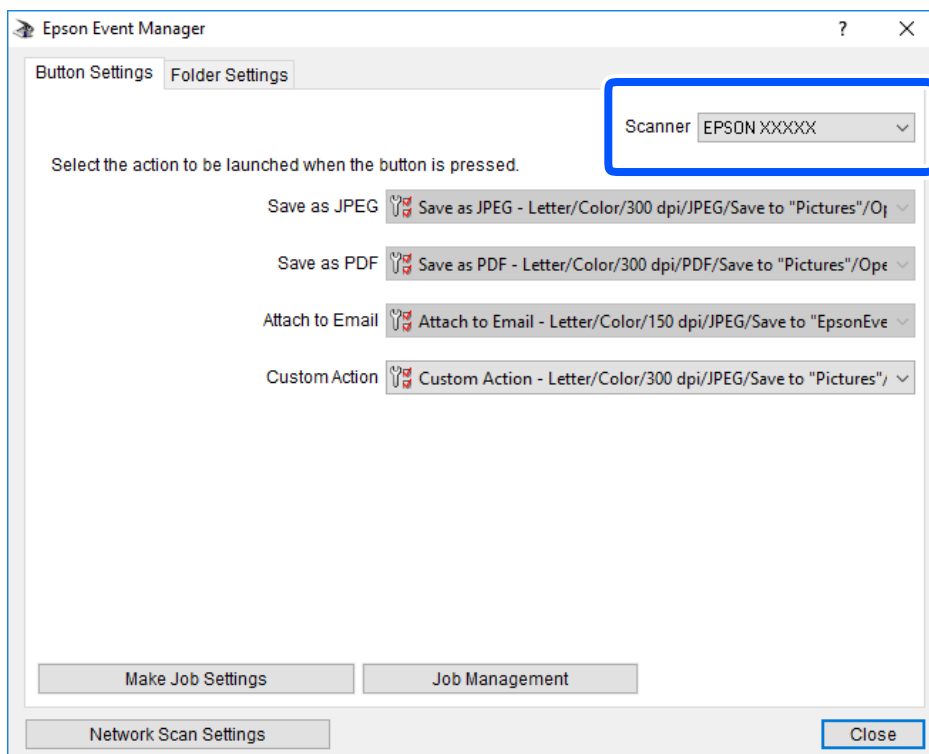 Epson Event Manager
Button Settings Folder Settings
Scanner EPSON XXXXX
Select the action to be launched when the button is pressed.
Save as JPEG Save as JPEG - Letter/Color/300 dpi/JPEG/Save to "Pictures"/Op
Save as PDF Save as PDF - Letter/Color/300 dpi/PDF/Save to "Pictures"/Ope
Attach to Email Attach to Email - Letter/Color/150 dpi/JPEG/Save to "EpsonEve
Custom Action Custom Action - Letter/Color/300 dpi/JPEG/Save to "Pictures"/
Make Job Settings Job Management
Network Scan Settings Close